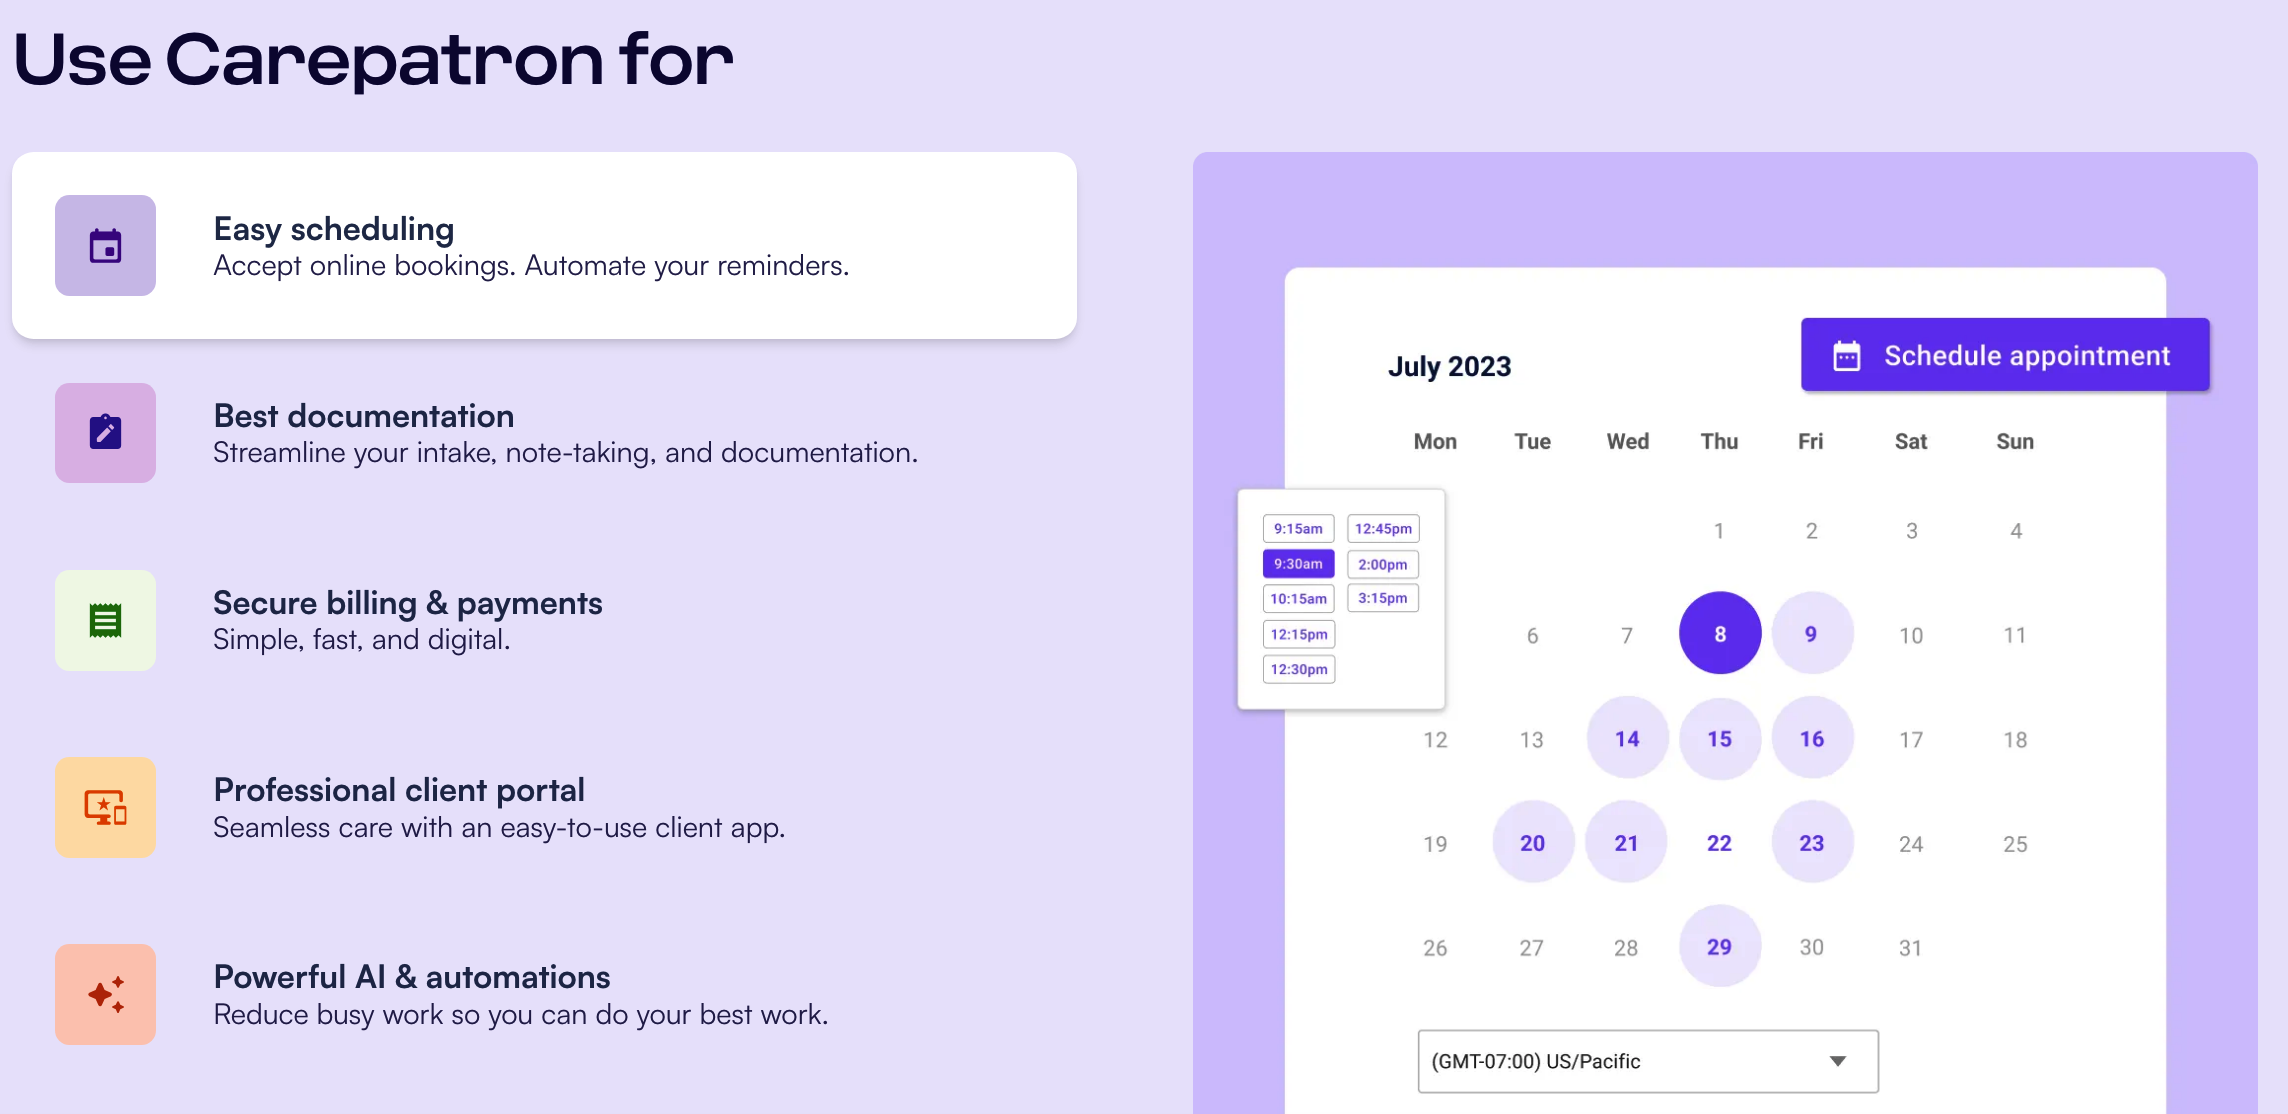 Use Carepatron for
Easy scheduling
Accept online bookings. Automate your reminders.
Best documentation
Streamline your intake, note-taking, and documentation.
Secure billing & payments
Simple, fast, and digital.
Professional client portal
Seamless care with an easy-to-use client app.
Powerful AI & automations
Reduce busy work so you can do your best work.
July 2023
Schedule appointment
Mon Tue Wed Thu Fri Sat Sun
1 2 3 4
6 7 8 9 10 11
12 13 14 15 16 17 18
19 20 21 22 23 24 25
26 27 28 29 30 31
9:15am 12:45pm
9:30am 2:00pm
10:15am 3:15pm
12:15pm
12:30pm
(GMT-07:00) US/Pacific